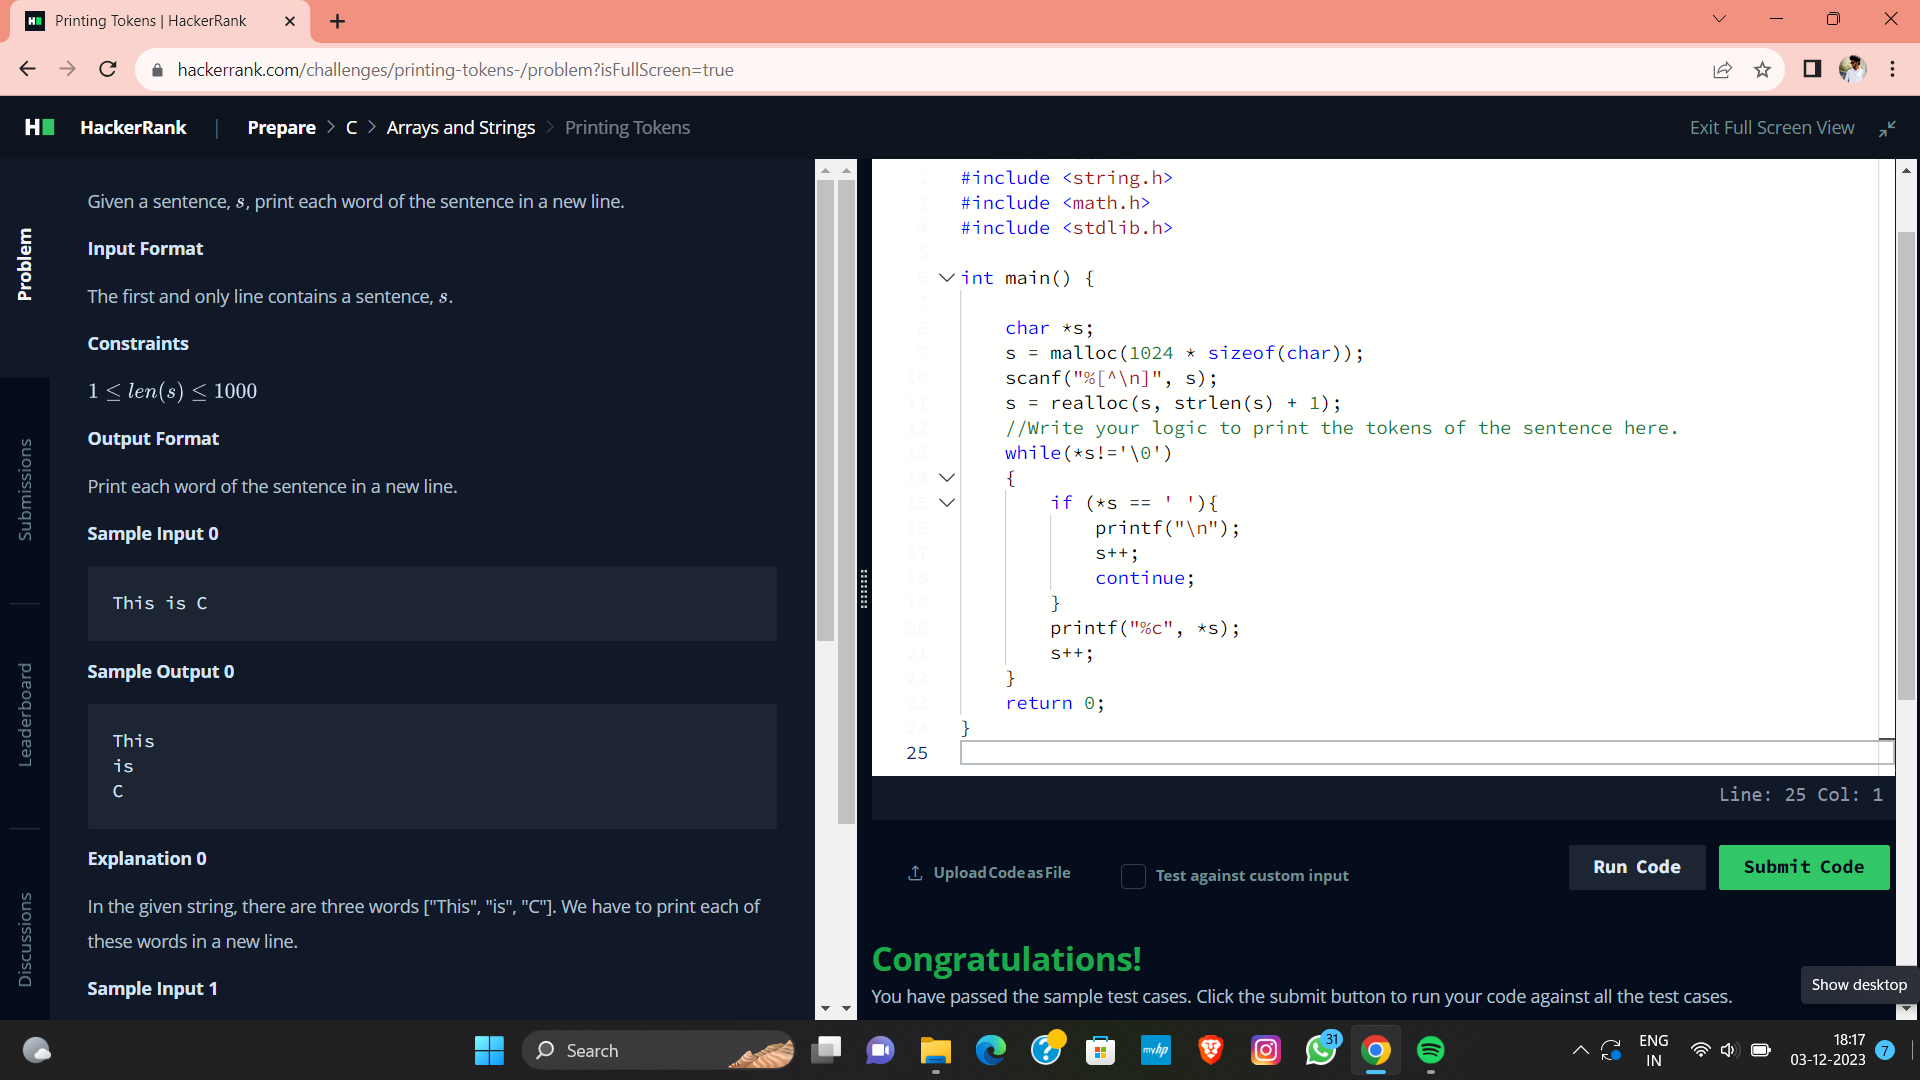 Printing Tokens | HackerRank
hackerrank.com/challenges/printing-tokens-/problem?isFullScreen=true
H HackerRank | Prepare > C > Arrays and Strings > Printing Tokens
Exit Full Screen View
Problem
Submissions
Leaderboard
Discussions
Given a sentence, s, print each word of the sentence in a new line.
Input Format
The first and only line contains a sentence, s.
Constraints
1 ≤ len(s) ≤ 1000
Output Format
Print each word of the sentence in a new line.
Sample Input 0
This is C
Sample Output 0
This
is
C
Explanation 0
In the given string, there are three words ["This", "is", "C"]. We have to print each of
these words in a new line.
Sample Input 1
2 #include <string.h>
3 #include <math.h>
4 #include <stdlib.h>
5
6 int main() {
7
8 char *s;
9 s = malloc(1024 * sizeof(char));
10 scanf("%[^\n]", s);
11 s = realloc(s, strlen(s) + 1);
12 //Write your logic to print the tokens of the sentence here.
13 while(*s!='\0')
14 {
15 if (*s == ' '){
16 printf("\n");
17 s++;
18 continue;
19 }
20 printf("%c", *s);
21 s++;
22 }
23 return 0;
24 }
25
Line: 25 Col: 1
Upload Code as File
Test against custom input
Run Code
Submit Code
Congratulations!
You have passed the sample test cases. Click the submit button to run your code against all the test cases.
Show desktop
Search
myhp
31
ENG
IN
18:17
03-12-2023
7